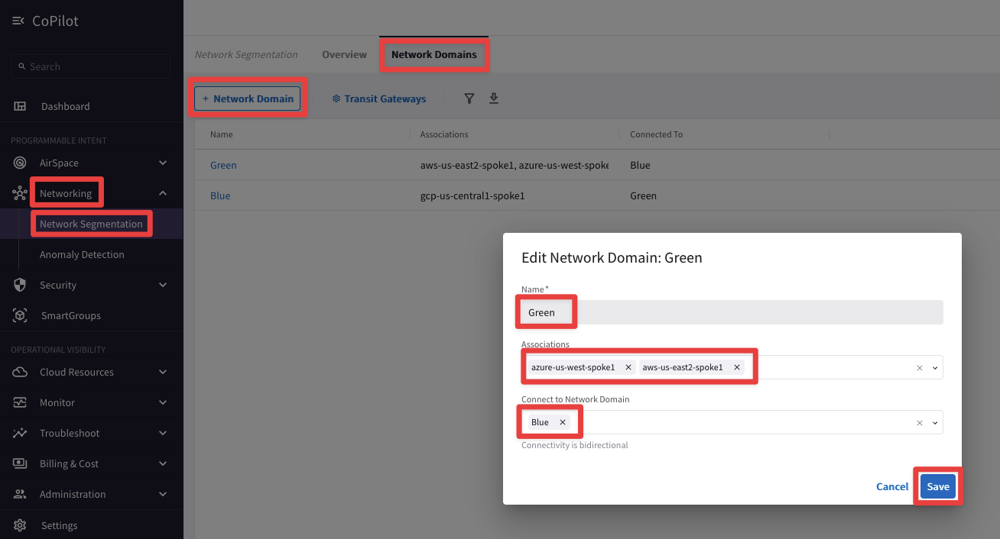 CoPilot
Search
Dashboard
PROGRAMMABLE INTENT
AirSpace
Networking
Network Segmentation
Anomaly Detection
Security
SmartGroups
OPERATIONAL VISIBILITY
Cloud Resources
Monitor
Troubleshoot
Billing & Cost
Administration
Settings
Network Segmentation Overview Network Domains
+ Network Domain Transit Gateways
Name Associations Connected To
Green aws-us-east2-spoke1, azure-us-west-spoke Blue
Blue gcp-us-central1-spoke1 Green
Edit Network Domain: Green
Name*
Green
Associations
azure-us-west-spoke1 × aws-us-east2-spoke1 ×
Connect to Network Domain
Blue ×
Connectivity is bidirectional
Cancel Save